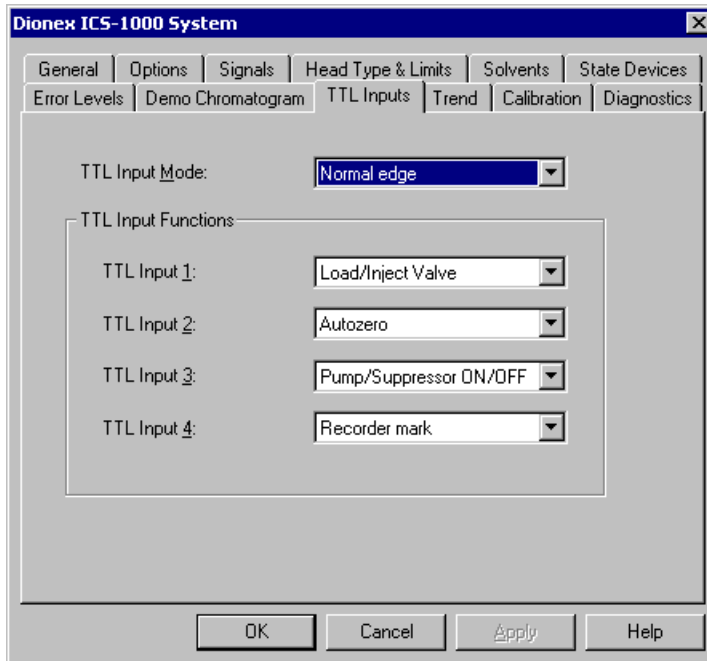 Dionex ICS-1000 System
General Options Signals Head Type & Limits Solvents State Devices
Error Levels Demo Chromatogram TTL Inputs Trend Calibration Diagnostics
TTL Input Mode: Normal edge
TTL Input Functions
TTL Input 1: Load/Inject Valve
TTL Input 2: Autozero
TTL Input 3: Pump/Suppressor ON/OFF
TTL Input 4: Recorder mark
OK Cancel Apply Help